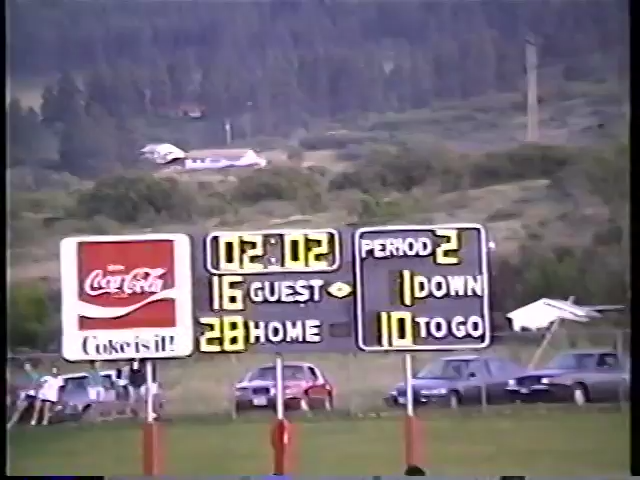 Coca-Cola
Coke is it!
02:02
16 GUEST
28 HOME
PERIOD 2
1 DOWN
10 TO GO